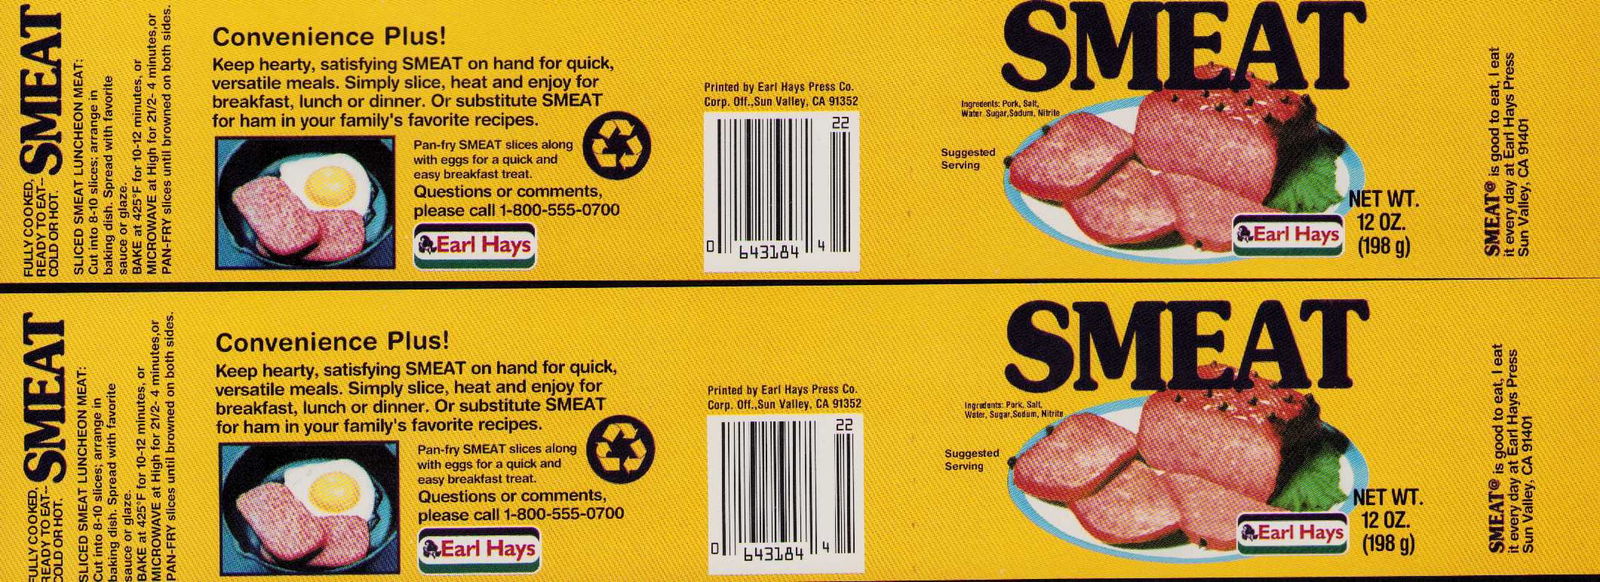 SMEAT
FULLY COOKED,
READY TO EAT--
COLD OR HOT.
SLICED SMEAT LUNCHEON MEAT:
Cut into 8-10 slices; arrange in
baking dish. Spread with favorite
sauce or glaze.
BAKE at 425°F for 10-12 minutes, or
MICROWAVE at High for 21/2- 4 minutes,or
PAN-FRY slices until browned on both sides.
Convenience Plus!
Keep hearty, satisfying SMEAT on hand for quick,
versatile meals. Simply slice, heat and enjoy for
breakfast, lunch or dinner. Or substitute SMEAT
for ham in your family's favorite recipes.
Pan-fry SMEAT slices along
with eggs for a quick and
easy breakfast treat.
Questions or comments,
please call 1-800-555-0700
Earl Hays
Printed by Earl Hays Press Co.
Corp. Off.,Sun Valley, CA 91352
22
0 643184 4
SMEAT
Ingredents: Pork, Salt,
Water, Sugar,Sodum, Nitrite
Suggested
Serving
Earl Hays
NET WT.
12 OZ.
(198 g)
SMEAT® is good to eat, I eat
it every day at Earl Hays Press
Sun Valley, CA 91401
SMEAT
FULLY COOKED,
READY TO EAT--
COLD OR HOT.
SLICED SMEAT LUNCHEON MEAT:
Cut into 8-10 slices; arrange in
baking dish. Spread with favorite
sauce or glaze.
BAKE at 425°F for 10-12 minutes, or
MICROWAVE at High for 21/2- 4 minutes,or
PAN-FRY slices until browned on both sides.
Convenience Plus!
Keep hearty, satisfying SMEAT on hand for quick,
versatile meals. Simply slice, heat and enjoy for
breakfast, lunch or dinner. Or substitute SMEAT
for ham in your family's favorite recipes.
Pan-fry SMEAT slices along
with eggs for a quick and
easy breakfast treat.
Questions or comments,
please call 1-800-555-0700
Earl Hays
Printed by Earl Hays Press Co.
Corp. Off.,Sun Valley, CA 91352
22
0 643184 4
SMEAT
Ingredents: Pork, Salt,
Water, Sugar,Sodum, Nitrite
Suggested
Serving
Earl Hays
NET WT.
12 OZ.
(198 g)
SMEAT® is good to eat, I eat
it every day at Earl Hays Press
Sun Valley, CA 91401